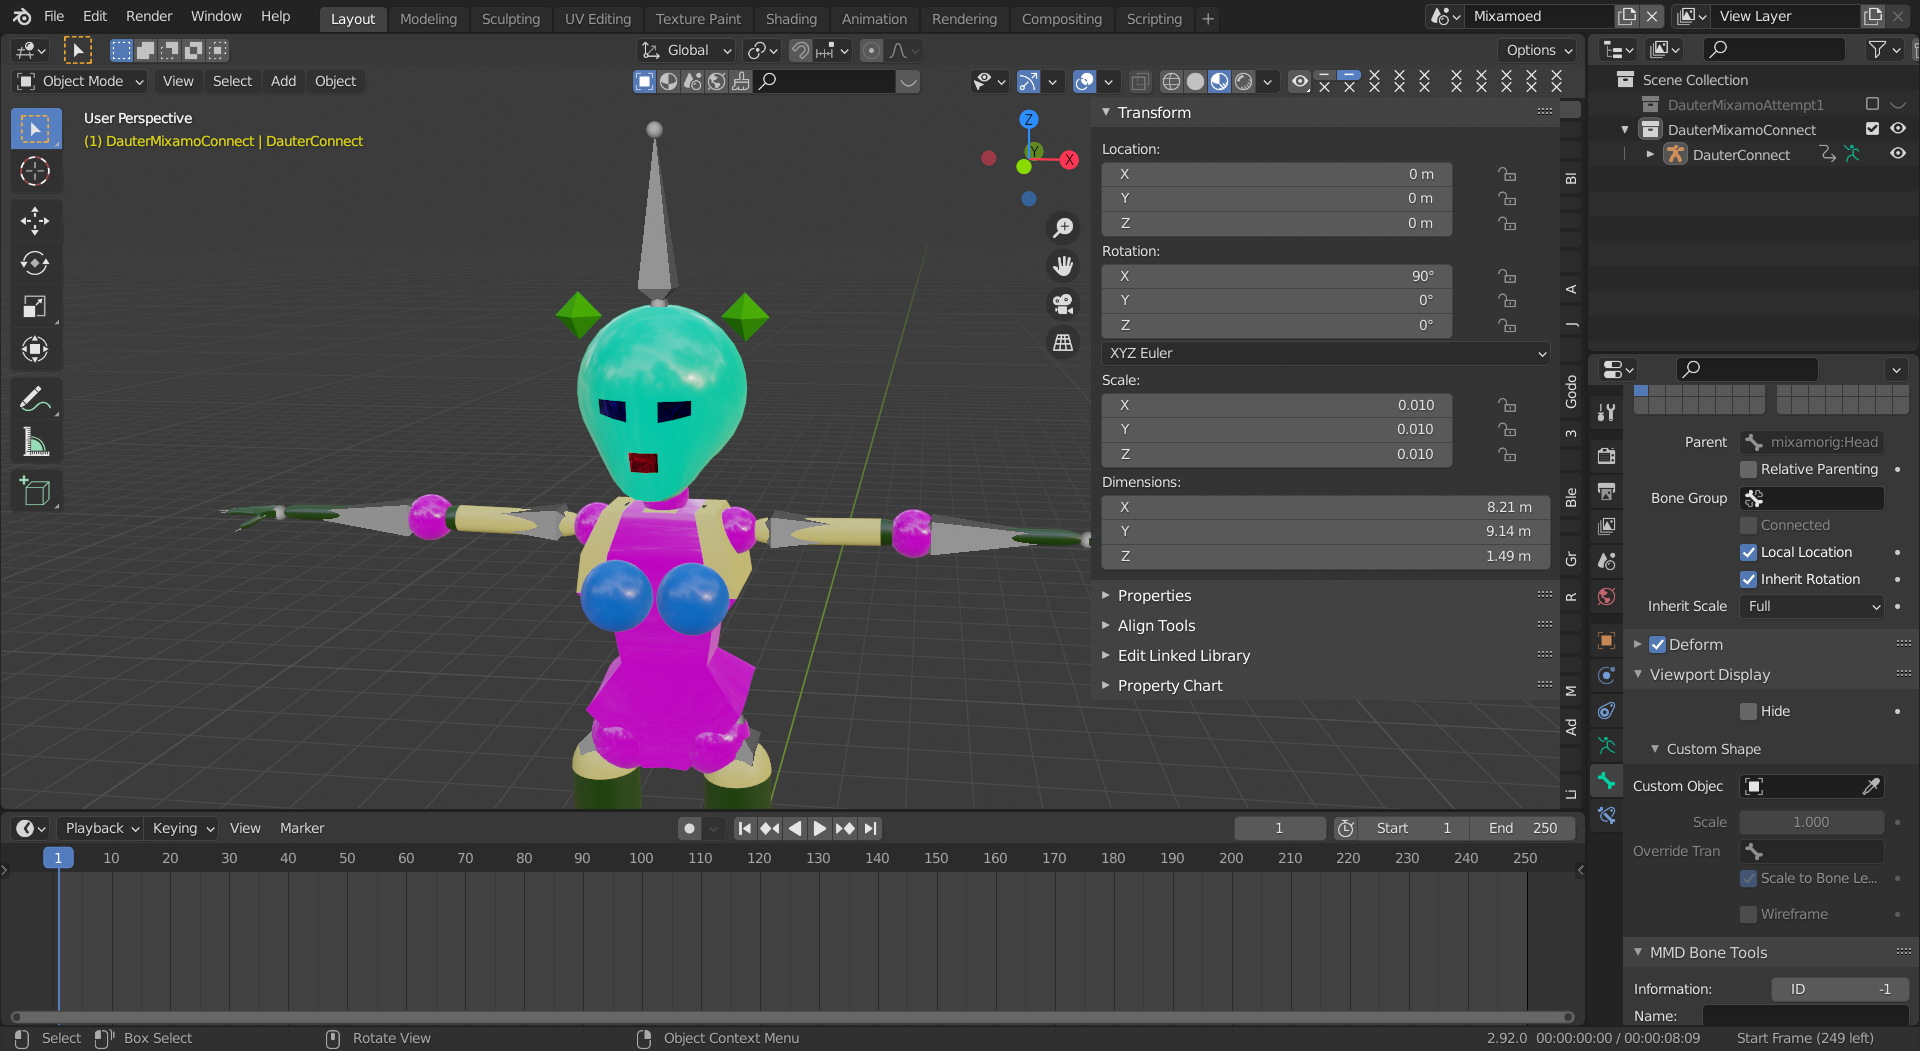 File Edit Render Window Help Layout Modeling Sculpting UV Editing Texture Paint Shading Animation Rendering Compositing Scripting + Mixamoed View Layer
Global Options
Object Mode View Select Add Object
User Perspective
(1) DauterMixamoConnect | DauterConnect
Z
Y
X
Transform
Location:
X 0 m
Y 0 m
Z 0 m
Rotation:
X 90°
Y 0°
Z 0°
XYZ Euler
Scale:
X 0.010
Y 0.010
Z 0.010
Dimensions:
X 8.21 m
Y 9.14 m
Z 1.49 m
Properties
Align Tools
Edit Linked Library
Property Chart
Bl
A
J
Godo
3
Ble
Gr
R
M
Ad
Li
Scene Collection
DauterMixamoAttempt1
DauterMixamoConnect
DauterConnect
Parent mixamorig:Head
Relative Parenting
Bone Group
Connected
Local Location
Inherit Rotation
Inherit Scale Full
Deform
Viewport Display
Hide
Custom Shape
Custom Objec
Scale 1.000
Override Tran
Scale to Bone Le...
Wireframe
MMD Bone Tools
Information: ID -1
Name:
Playback Keying View Marker 1 Start 1 End 250
1 10 20 30 40 50 60 70 80 90 100 110 120 130 140 150 160 170 180 190 200 210 220 230 240 250
Select Box Select Rotate View Object Context Menu 2.92.0 00:00:00:00 / 00:00:08:09 Start Frame (249 left)